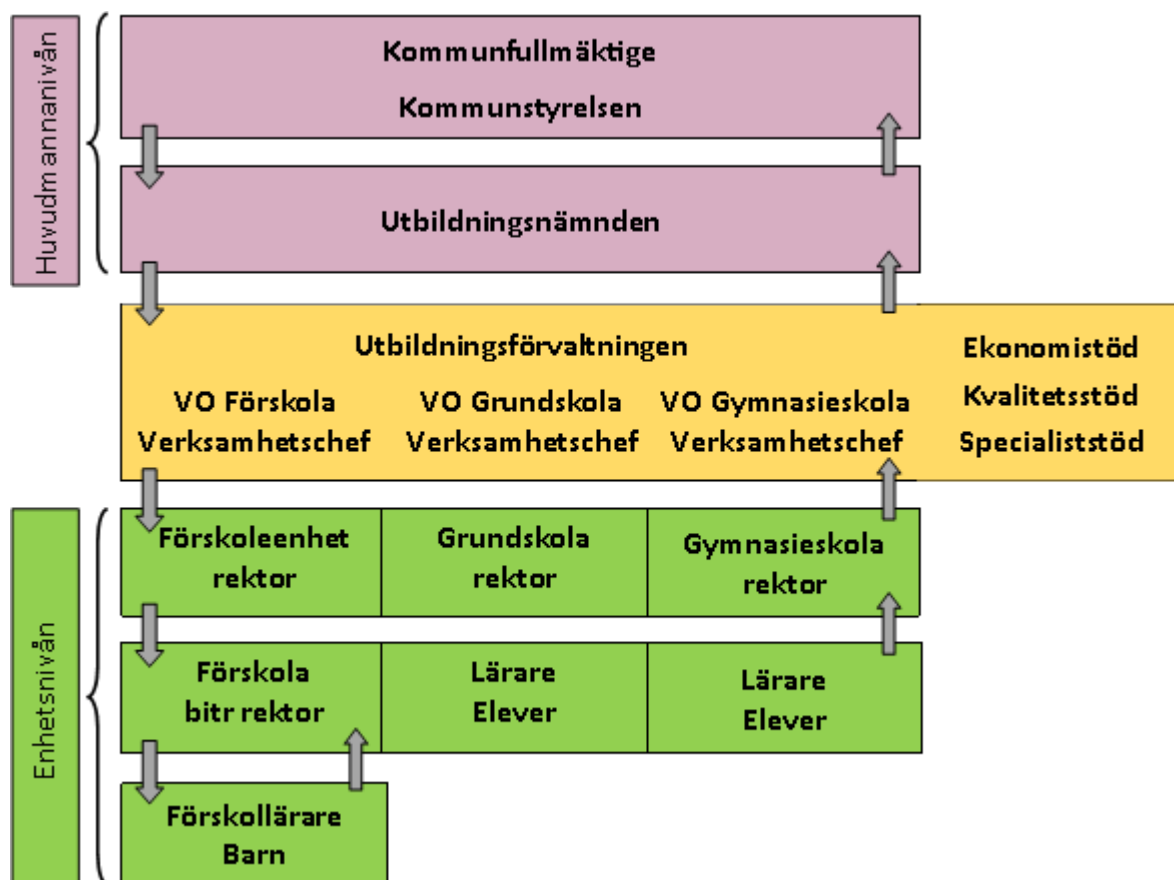 Huvudmannanivån
Kommunfullmäktige
Kommunstyrelsen
Utbildningsnämnden
Utbildningsförvaltningen
VO Förskola
Verksamhetschef
VO Grundskola
Verksamhetschef
VO Gymnasieskola
Verksamhetschef
Ekonomistöd
Kvalitetsstöd
Specialiststöd
Enhetsnivån
Förskoleenhet
rektor
Grundskola
rektor
Gymnasieskola
rektor
Förskola
bitr rektor
Lärare
Elever
Lärare
Elever
Förskollärare
Barn